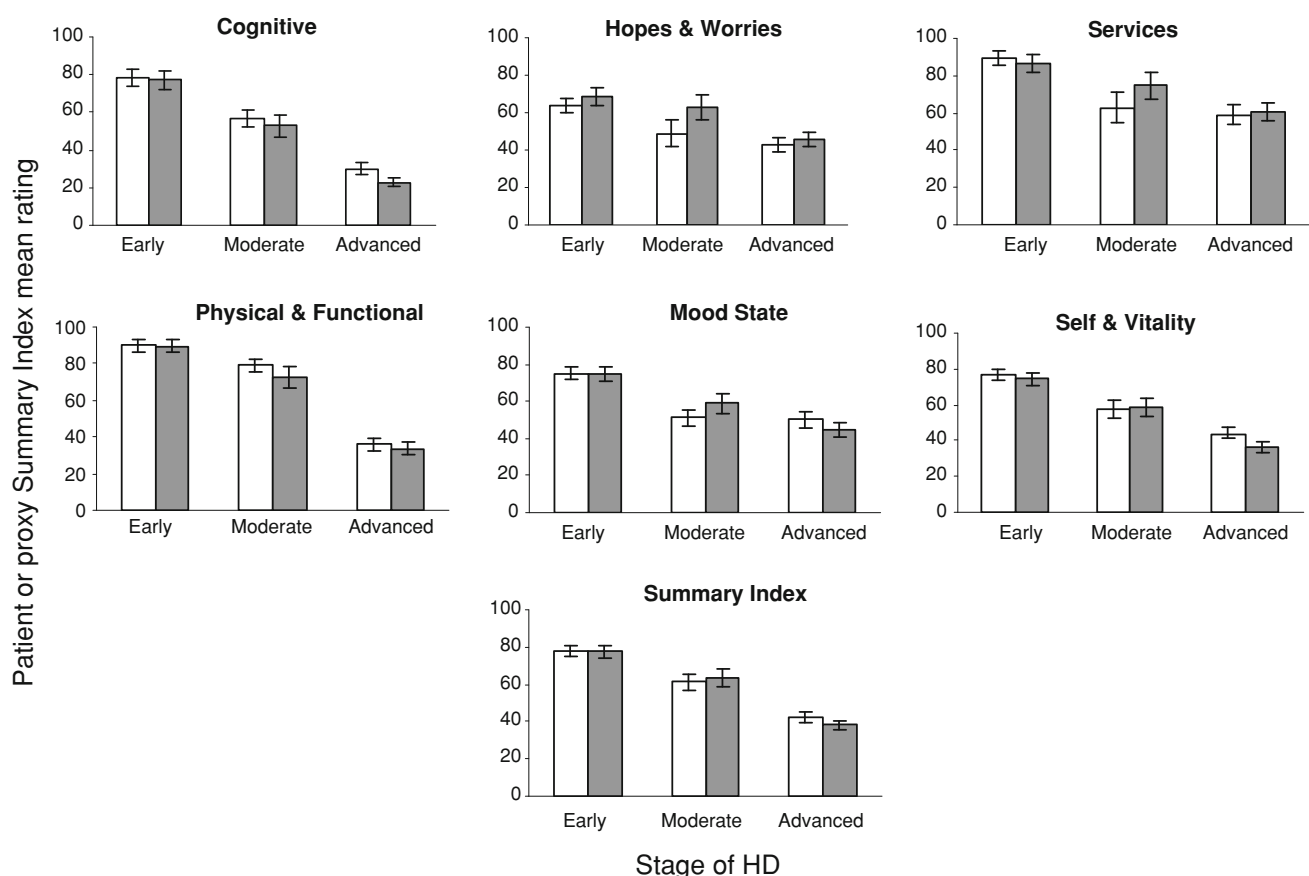 Patient or proxy Summary Index mean rating
Cognitive
100
80
60
40
20
0
Early Moderate Advanced
Hopes & Worries
100
80
60
40
20
0
Early Moderate Advanced
Services
100
80
60
40
20
0
Early Moderate Advanced
Physical & Functional
100
80
60
40
20
0
Early Moderate Advanced
Mood State
100
80
60
40
20
0
Early Moderate Advanced
Self & Vitality
100
80
60
40
20
0
Early Moderate Advanced
Summary Index
100
80
60
40
20
0
Early Moderate Advanced
Stage of HD